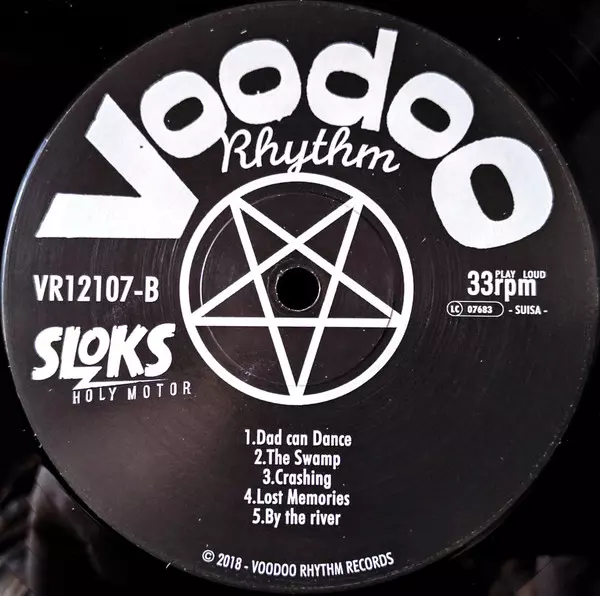 Voodoo
Rhythm
VR12107-B
PLAY LOUD
33rpm
LC 07683 - SUISA -
SLOKS
HOLY MOTOR
1.Dad can Dance
2.The Swamp
3.Crashing
4.Lost Memories
5.By the river
© 2018 - VOODOO RHYTHM RECORDS